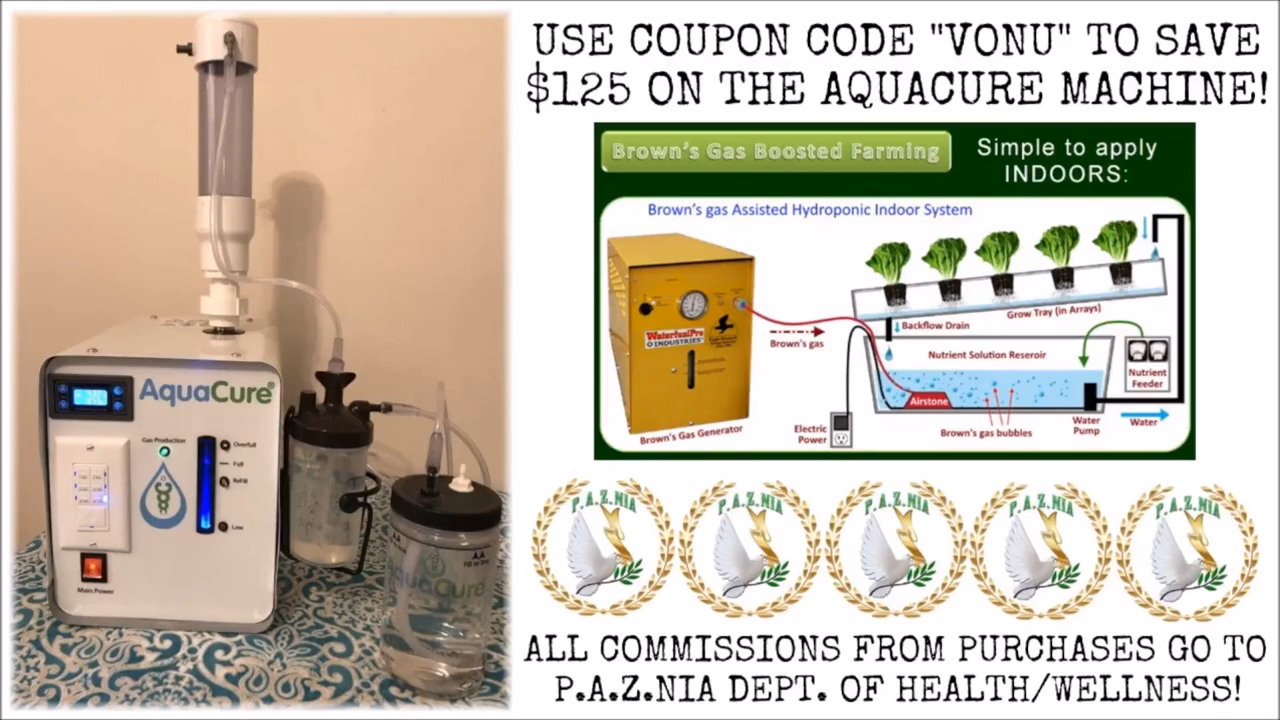 USE COUPON CODE "VONU" TO SAVE
$125 ON THE AQUACURE MACHINE!
AquaCure®
Gas Production
Overfull
Full
Refill
Low
Main Power
AquaCure
Brown's Gas Boosted Farming
Simple to apply
INDOORS:
Brown's gas Assisted Hydroponic Indoor System
WaterfuelPro
INDUSTRIES
Brown's gas
Backflow Drain
Grow Tray (in Arrays)
Nutrient Solution Reseroir
Nutrient
Feeder
Airstone
Electric
Power
Brown's gas bubbles
Water
Pump
Water
Brown's Gas Generator
P.A.Z.NIA
P.A.Z.NIA
P.A.Z.NIA
P.A.Z.NIA
P.A.Z.NIA
ALL COMMISSIONS FROM PURCHASES GO TO
P.A.Z.NIA DEPT. OF HEALTH/WELLNESS!